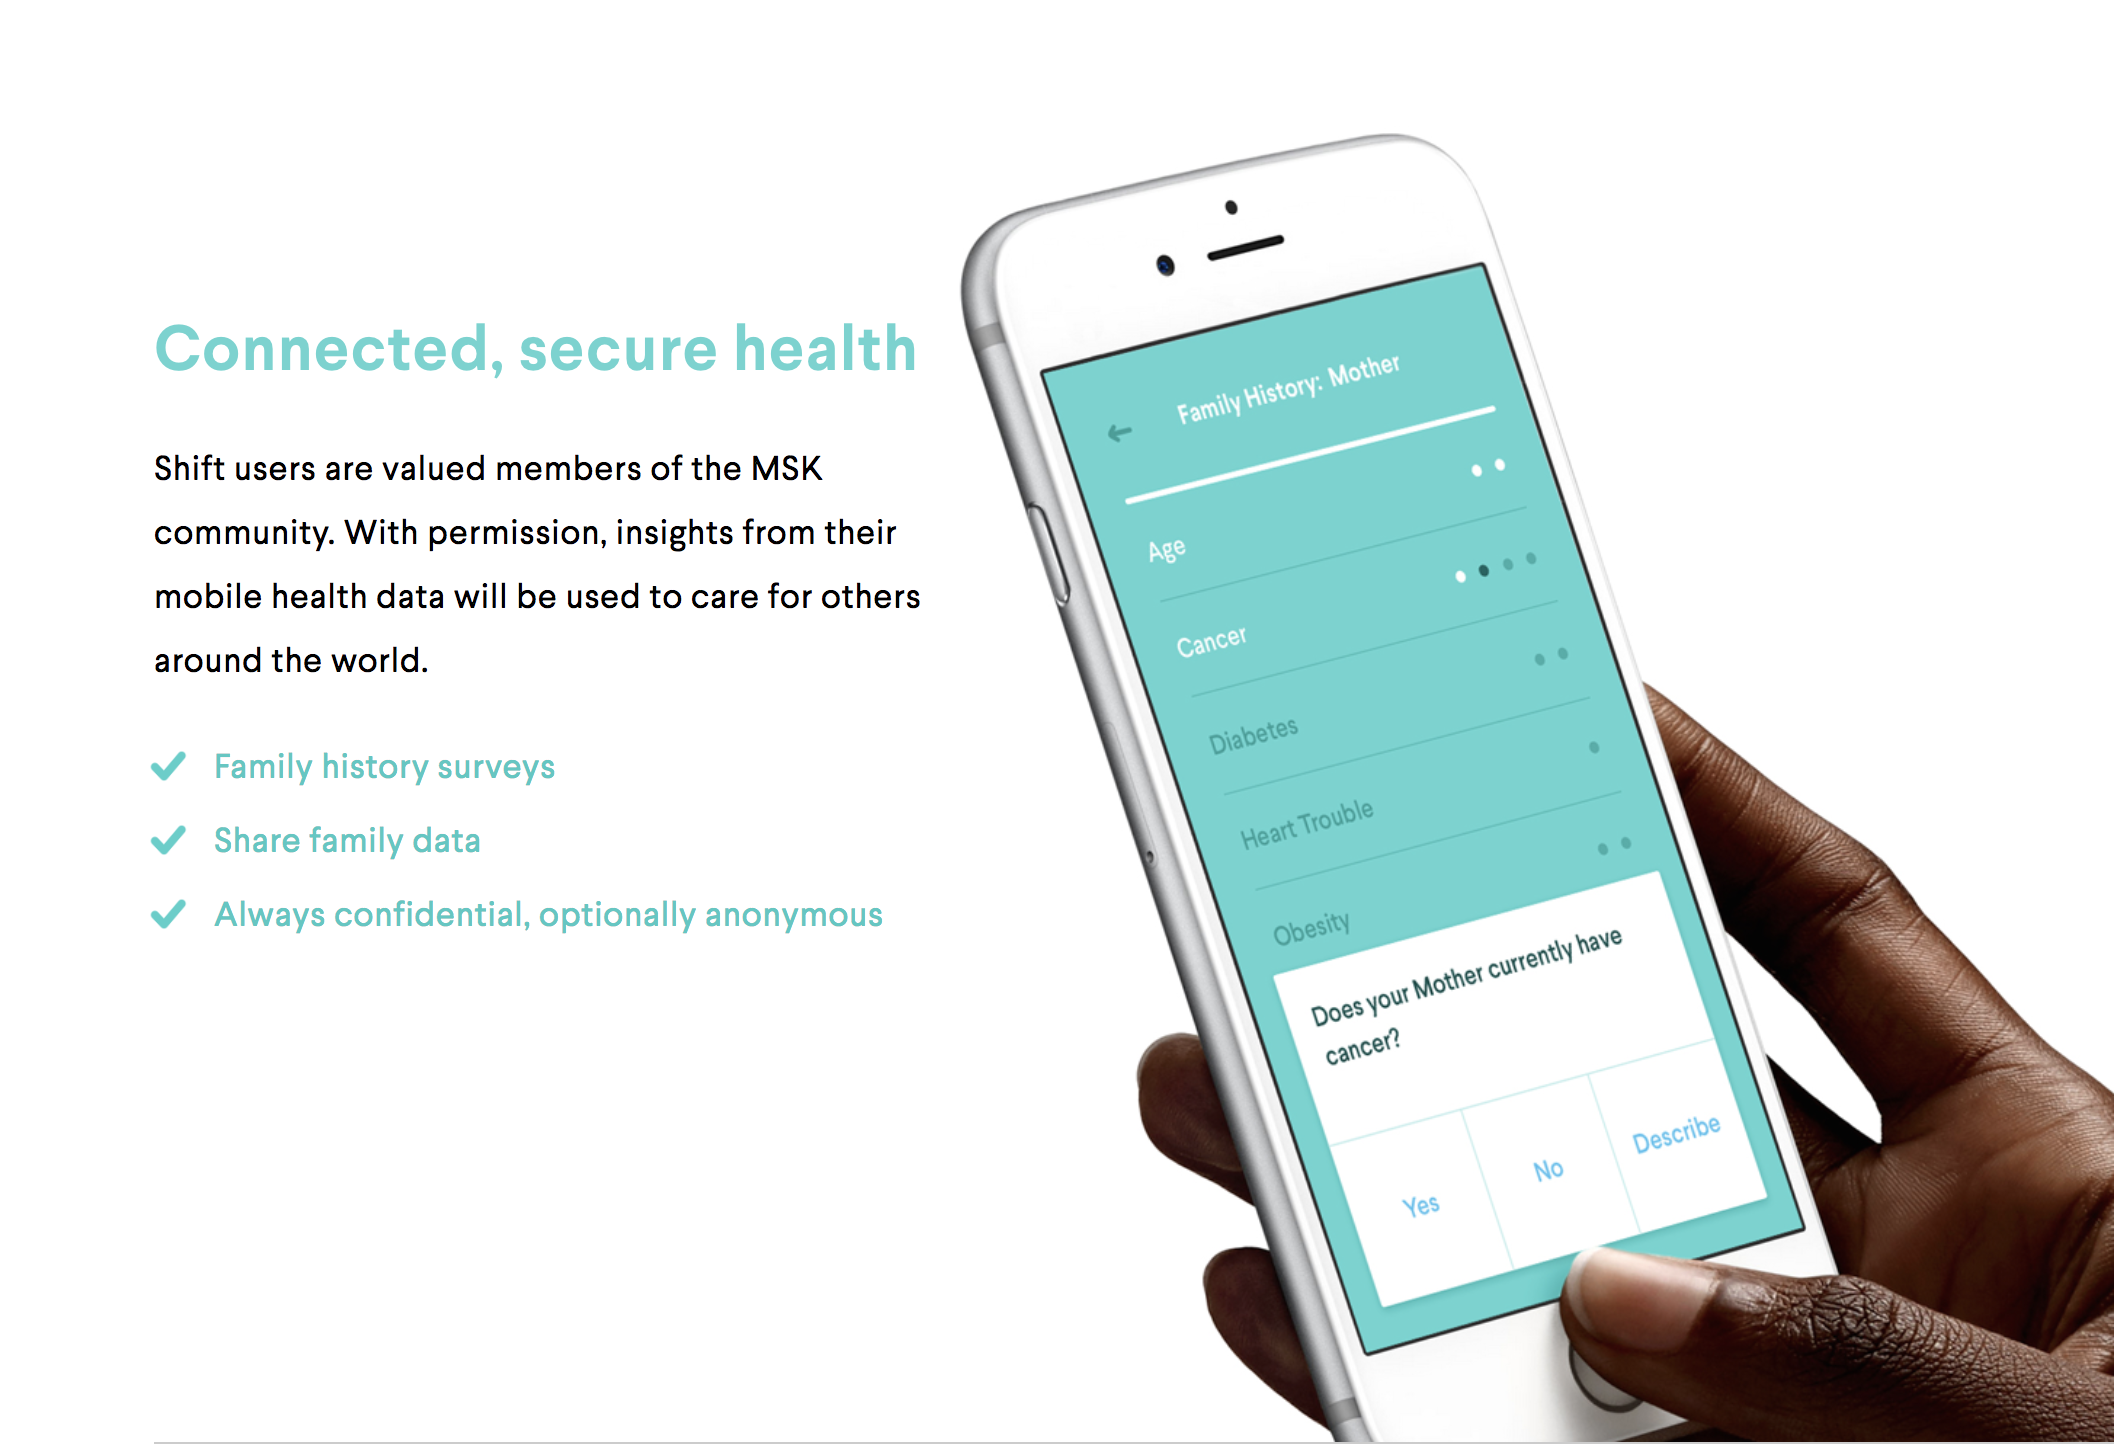 Connected, secure health
Shift users are valued members of the MSK
community. With permission, insights from their
mobile health data will be used to care for others
around the world.
Family history surveys
Share family data
Always confidential, optionally anonymous
Family History: Mother
Age
Cancer
Diabetes
Heart Trouble
Obesity
Does your Mother currently have
cancer?
Yes
No
Describe